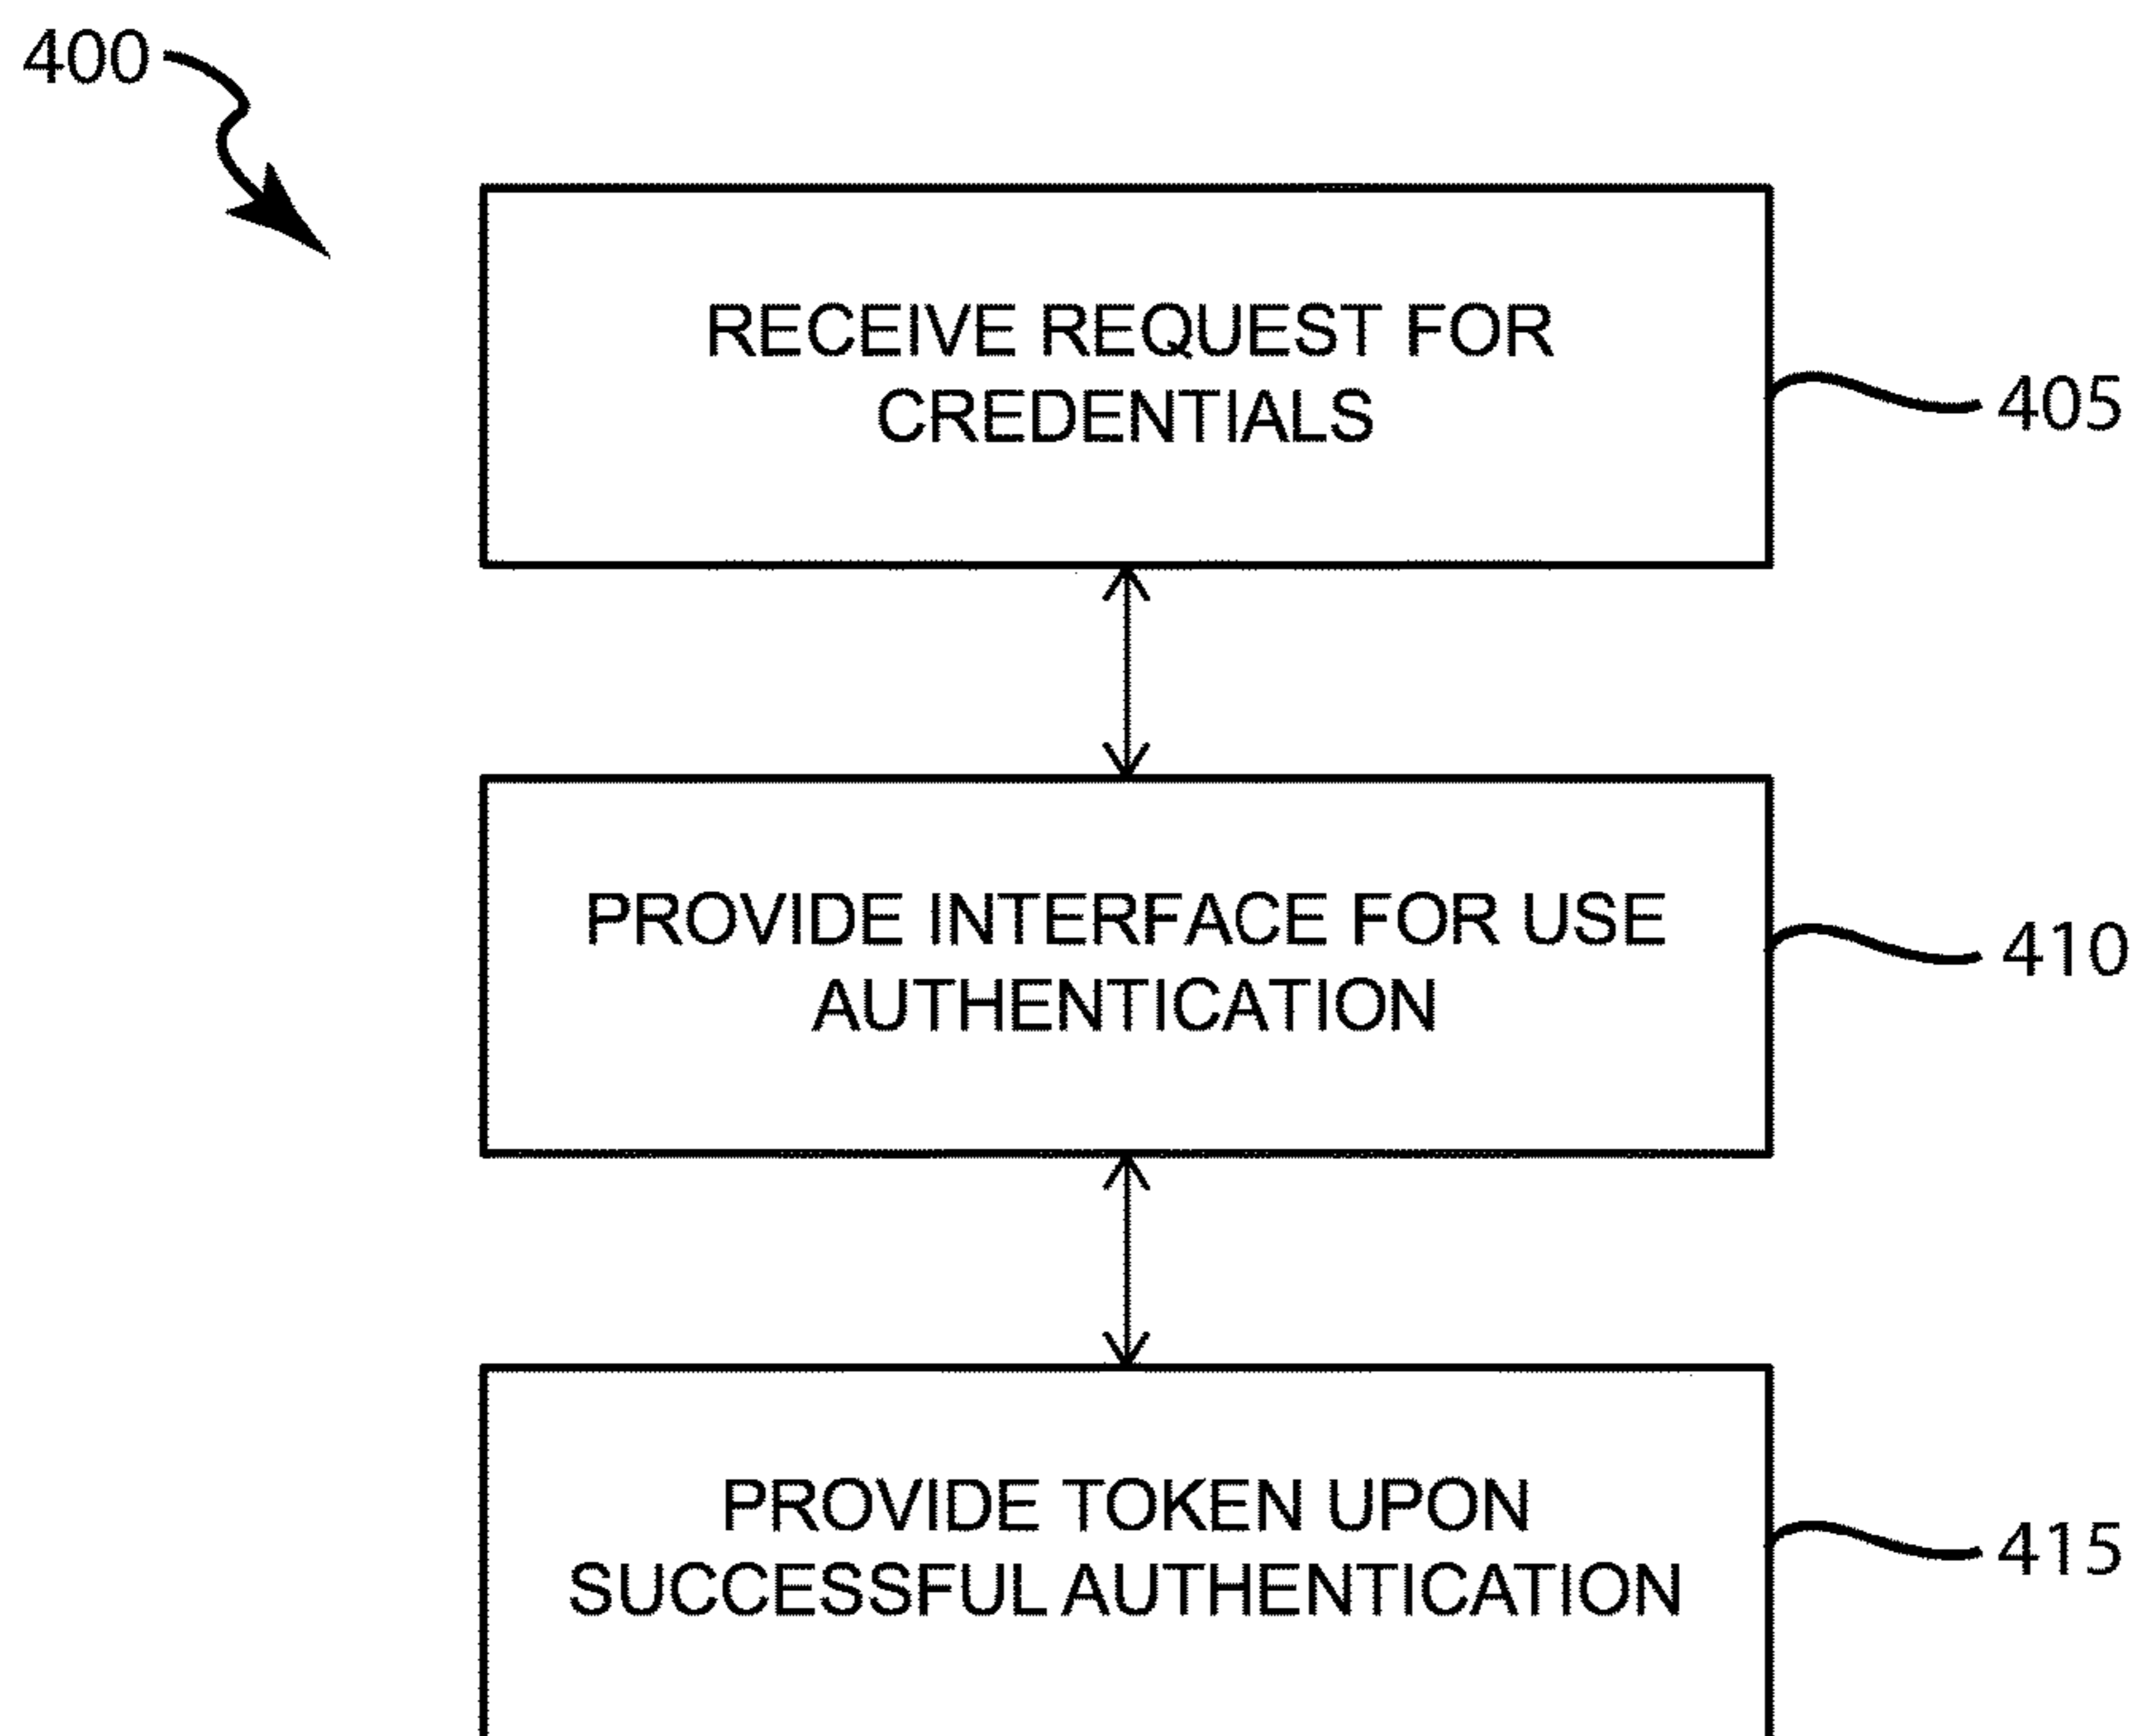 400
RECEIVE REQUEST FOR
CREDENTIALS
405
PROVIDE INTERFACE FOR USE
AUTHENTICATION
410
PROVIDE TOKEN UPON
SUCCESSFUL AUTHENTICATION
415